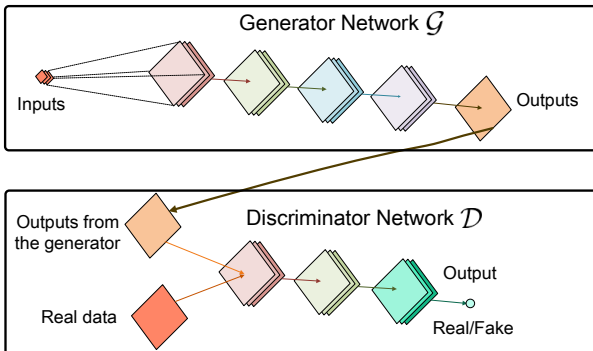 Generator Network 𝒢
Inputs
Outputs
Discriminator Network 𝒟
Outputs from
the generator
Real data
Output
Real/Fake